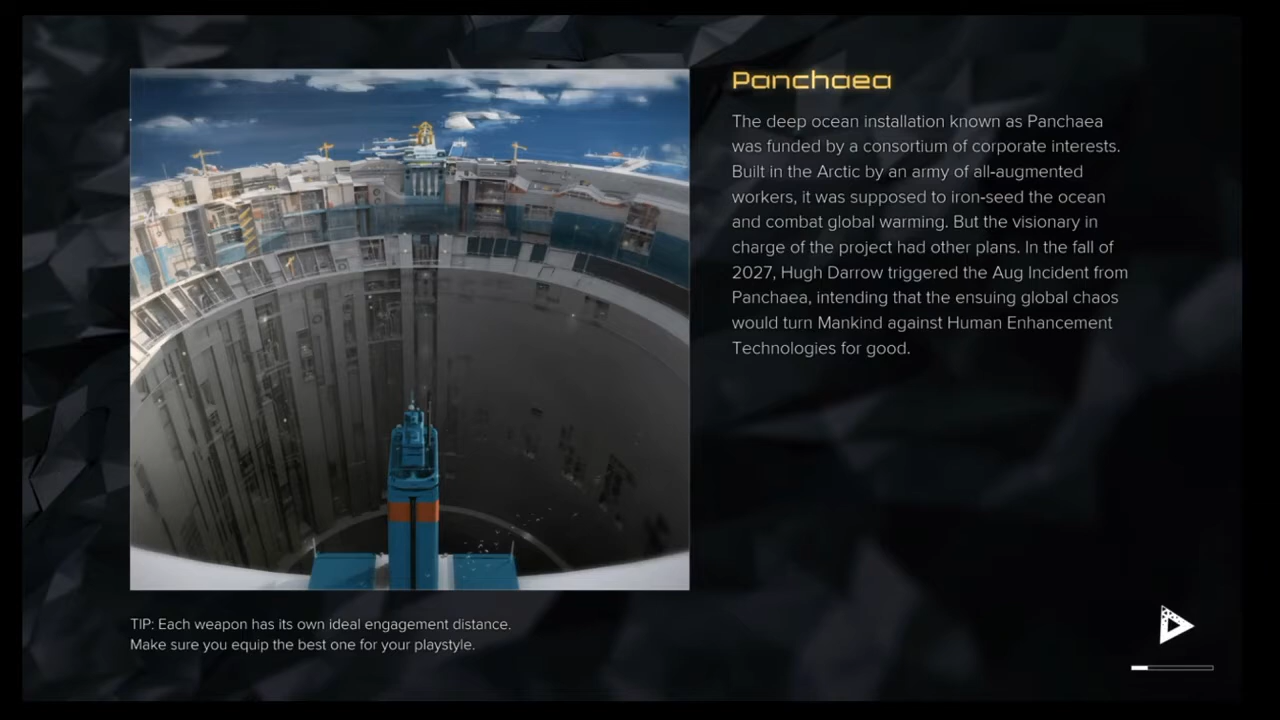 Panchaea
The deep ocean installation known as Panchaea
was funded by a consortium of corporate interests.
Built in the Arctic by an army of all-augmented
workers, it was supposed to iron-seed the ocean
and combat global warming. But the visionary in
charge of the project had other plans. In the fall of
2027, Hugh Darrow triggered the Aug Incident from
Panchaea, intending that the ensuing global chaos
would turn Mankind against Human Enhancement
Technologies for good.
TIP: Each weapon has its own ideal engagement distance.
Make sure you equip the best one for your playstyle.